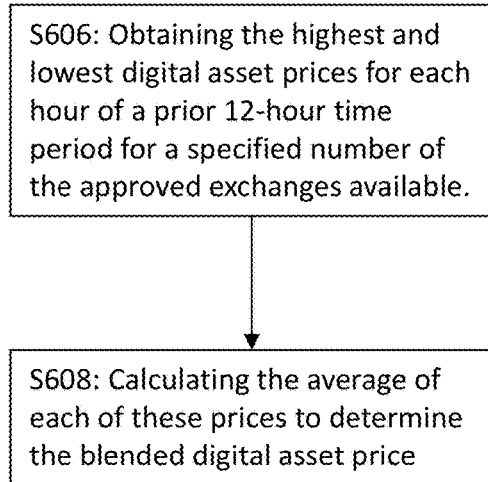 S606: Obtaining the highest and
lowest digital asset prices for each
hour of a prior 12-hour time
period for a specified number of
the approved exchanges available.
S608: Calculating the average of
each of these prices to determine
the blended digital asset price